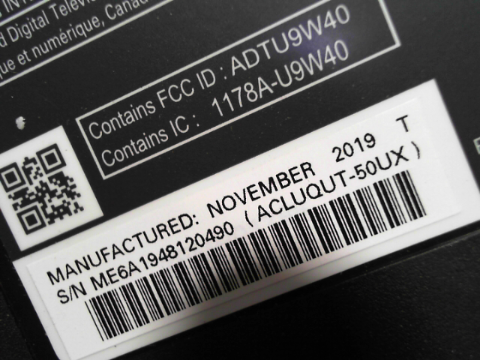 d Digital Televi
que et numérique, Canad
Contains FCC ID : ADTU9W40
Contains IC : 1178A-U9W40
MANUFACTURED: NOVEMBER 2019 T
S/N ME6A1948120490 (ACLUQUT-50UX)